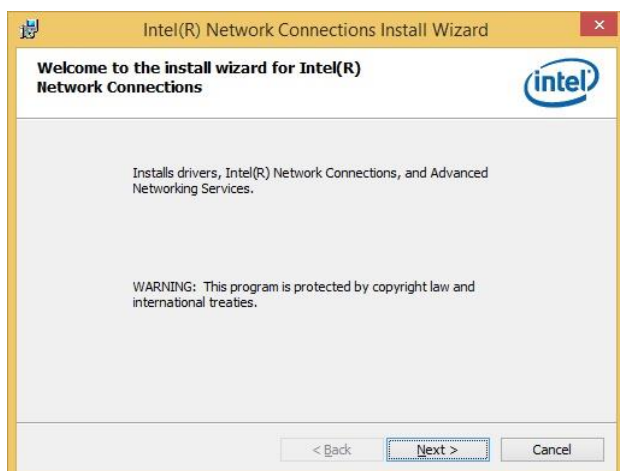 Intel(R) Network Connections Install Wizard
Welcome to the install wizard for Intel(R)
Network Connections
intel
Installs drivers, Intel(R) Network Connections, and Advanced
Networking Services.
WARNING: This program is protected by copyright law and
international treaties.
< Back
Next >
Cancel